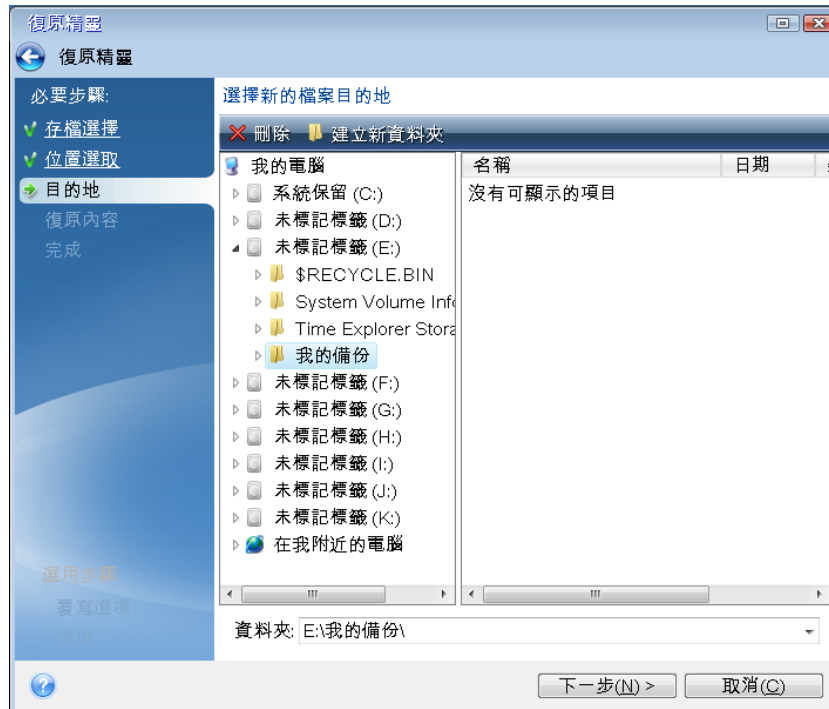 復原精靈
復原精靈
必要步驟:
存檔選擇
位置選取
目的地
復原內容
完成
選用步驟:
覆寫選項
選項
選擇新的檔案目的地
刪除 建立新資料夾
我的電腦
系統保留 (C:)
未標記標籤 (D:)
未標記標籤 (E:)
$RECYCLE.BIN
System Volume Info
Time Explorer Stora
我的備份
未標記標籤 (F:)
未標記標籤 (G:)
未標記標籤 (H:)
未標記標籤 (I:)
未標記標籤 (J:)
未標記標籤 (K:)
在我附近的電腦
名稱 日期
沒有可顯示的項目
資料夾: E:\我的備份\
下一步(N) > 取消(C)